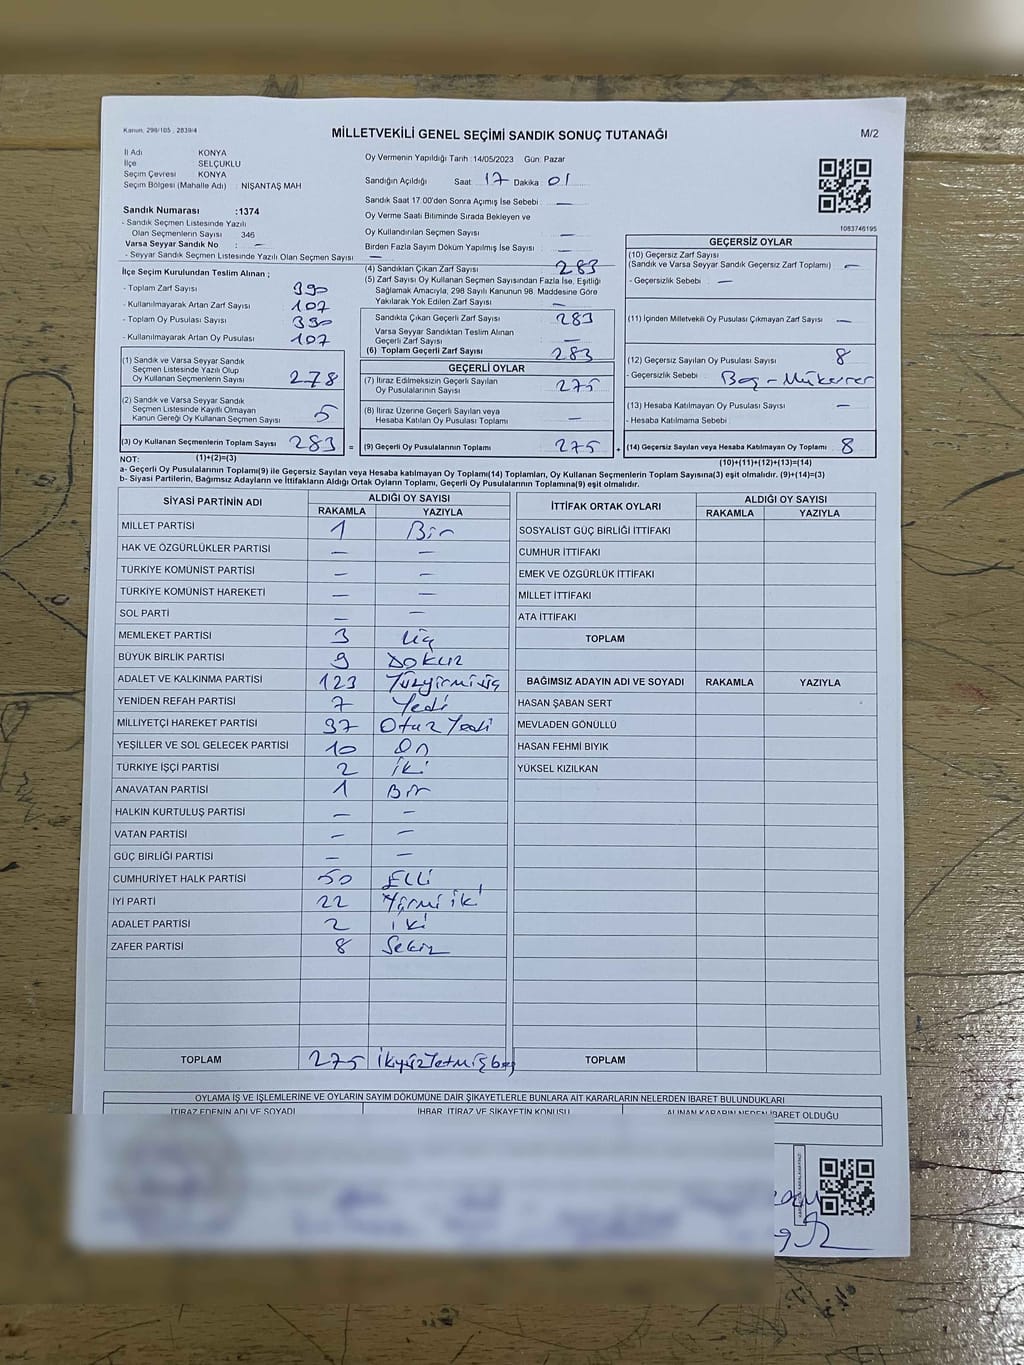 Kanun, 298/105 , 2839/4
MİLLETVEKİLİ GENEL SEÇİMİ SANDIK SONUÇ TUTANAĞI
M/2
İl Adı : KONYA
İlçe : SELÇUKLU
Seçim Çevresi : KONYA
Seçim Bölgesi (Mahalle Adı) : NİŞANTAŞ MAH
Oy Vermenin Yapıldığı Tarih :14/05/2023 Gün: Pazar
Sandığın Açıldığı Saat 17 Dakika 01
Sandık Saat 17.00'den Sonra Açılmış İse Sebebi : —
Oy Verme Saati Bitiminde Sırada Bekleyen ve
Oy Kullandırılan Seçmen Sayısı : —
Birden Fazla Sayım Döküm Yapılmış İse Sayısı : —
1083746195
Sandık Numarası :1374
- Sandık Seçmen Listesinde Yazılı
Olan Seçmenlerin Sayısı : 346
Varsa Seyyar Sandık No : —
- Seyyar Sandık Seçmen Listesinde Yazılı Olan Seçmen Sayısı : —
İlçe Seçim Kurulundan Teslim Alınan ;
- Toplam Zarf Sayısı : 390
- Kullanılmayarak Artan Zarf Sayısı : 107
- Toplam Oy Pusulası Sayısı : 390
- Kullanılmayarak Artan Oy Pusulası : 107
(1) Sandık ve Varsa Seyyar Sandık
Seçmen Listesinde Yazılı Olup
Oy Kullanan Seçmenlerin Sayısı : 278
(2) Sandık ve Varsa Seyyar Sandık
Seçmen Listesinde Kayıtlı Olmayan
Kanun Gereği Oy Kullanan Seçmen Sayısı : 5
(3) Oy Kullanan Seçmenlerin Toplam Sayısı : 283 =
(4) Sandıktan Çıkan Zarf Sayısı : 283
(5) Zarf Sayısı Oy Kullanan Seçmen Sayısından Fazla İse, Eşitliği
Sağlamak Amacıyla, 298 Sayılı Kanunun 98. Maddesine Göre
Yakılarak Yok Edilen Zarf Sayısı : —
Sandıkta Çıkan Geçerli Zarf Sayısı : 283
Varsa Seyyar Sandıktan Teslim Alınan
Geçerli Zarf Sayısı : —
(6) Toplam Geçerli Zarf Sayısı : 283
GEÇERLİ OYLAR
(7) İtiraz Edilmeksizin Geçerli Sayılan
Oy Pusulalarının Sayısı : 275
(8) İtiraz Üzerine Geçerli Sayılan veya
Hesaba Katılan Oy Pusulası Toplamı : —
(9) Geçerli Oy Pusulalarının Toplamı : 275 +
GEÇERSİZ OYLAR
(10) Geçersiz Zarf Sayısı
(Sandık ve Varsa Seyyar Sandık Geçersiz Zarf Toplamı) : —
- Geçersizlik Sebebi : —
(11) İçinden Milletvekili Oy Pusulası Çıkmayan Zarf Sayısı : —
(12) Geçersiz Sayılan Oy Pusulası Sayısı : 8
- Geçersizlik Sebebi : Boş - Mükerrer
(13) Hesaba Katılmayan Oy Pusulası Sayısı : —
- Hesaba Katılmama Sebebi :
(14) Geçersiz Sayılan veya Hesaba Katılmayan Oy Toplamı : 8
NOT: (1)+(2)=(3) (10)+(11)+(12)+(13)=(14)
a- Geçerli Oy Pusulalarının Toplamı(9) ile Geçersiz Sayılan veya Hesaba katılmayan Oy Toplamı(14) Toplamları, Oy Kullanan Seçmenlerin Toplam Sayısına(3) eşit olmalıdır. (9)+(14)=(3)
b- Siyasi Partilerin, Bağımsız Adayların ve İttifakların Aldığı Ortak Oyların Toplamı, Geçerli Oy Pusulalarının Toplamına(9) eşit olmalıdır.
SİYASİ PARTİNİN ADI ALDIĞI OY SAYISI
RAKAMLA YAZIYLA
MİLLET PARTİSİ 1 Bir
HAK VE ÖZGÜRLÜKLER PARTİSİ — —
TÜRKİYE KOMÜNİST PARTİSİ — —
TÜRKİYE KOMÜNİST HAREKETİ — —
SOL PARTİ — —
MEMLEKET PARTİSİ 3 Üç
BÜYÜK BİRLİK PARTİSİ 9 Dokuz
ADALET VE KALKINMA PARTİSİ 123 Yüzyirmiüç
YENİDEN REFAH PARTİSİ 7 Yedi
MİLLİYETÇİ HAREKET PARTİSİ 37 Otuz Yedi
YEŞİLLER VE SOL GELECEK PARTİSİ 10 On
TÜRKİYE İŞÇİ PARTİSİ 2 iki
ANAVATAN PARTİSİ 1 Bir
HALKIN KURTULUŞ PARTİSİ — —
VATAN PARTİSİ — —
GÜÇ BİRLİĞİ PARTİSİ — —
CUMHURİYET HALK PARTİSİ 50 Elli
İYİ PARTİ 22 Yirmi iki
ADALET PARTİSİ 2 iki
ZAFER PARTİSİ 8 Sekiz
TOPLAM 275 ikiyüzYetmişbeş
İTTİFAK ORTAK OYLARI ALDIĞI OY SAYISI
RAKAMLA YAZIYLA
SOSYALİST GÜÇ BİRLİĞİ İTTİFAKI
CUMHUR İTTİFAKI
EMEK VE ÖZGÜRLÜK İTTİFAKI
MİLLET İTTİFAKI
ATA İTTİFAKI
TOPLAM
BAĞIMSIZ ADAYIN ADI VE SOYADI RAKAMLA YAZIYLA
HASAN ŞABAN SERT
MEVLADEN GÖNÜLLÜ
HASAN FEHMİ BIYIK
YÜKSEL KIZILKAN
TOPLAM
OYLAMA İŞ VE İŞLEMLERİNE VE OYLARIN SAYIM DÖKÜMÜNE DAİR ŞİKAYETLERLE BUNLARA AİT KARARLARIN NELERDEN İBARET BULUNDUKLARI
İTİRAZ EDENİN ADI VE SOYADI İHBAR, İTİRAZ VE ŞİKAYETİN KONUSU ALINAN KARARIN NEDEN İBARET OLDUĞU